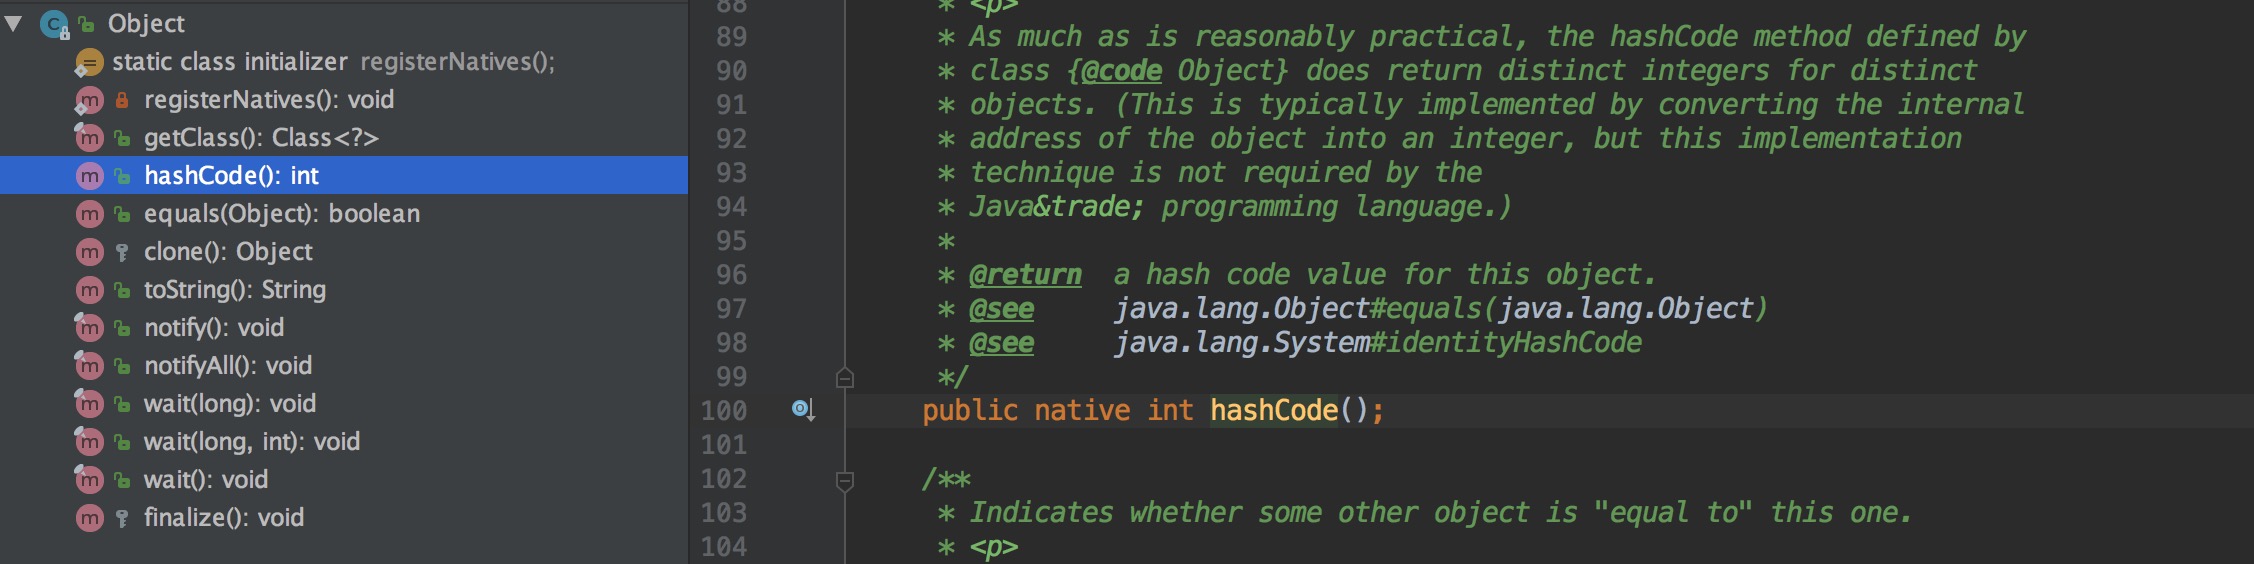 Object
static class initializer registerNatives();
registerNatives(): void
getClass(): Class<?>
hashCode(): int
equals(Object): boolean
clone(): Object
toString(): String
notify(): void
notifyAll(): void
wait(long): void
wait(long, int): void
wait(): void
finalize(): void
88 * <p>
89 * As much as is reasonably practical, the hashCode method defined by
90 * class {@code Object} does return distinct integers for distinct
91 * objects. (This is typically implemented by converting the internal
92 * address of the object into an integer, but this implementation
93 * technique is not required by the
94 * Java&trade; programming language.)
95 *
96 * @return  a hash code value for this object.
97 * @see     java.lang.Object#equals(java.lang.Object)
98 * @see     java.lang.System#identityHashCode
99 */
100 public native int hashCode();
101
102 /**
103 * Indicates whether some other object is "equal to" this one.
104 * <p>